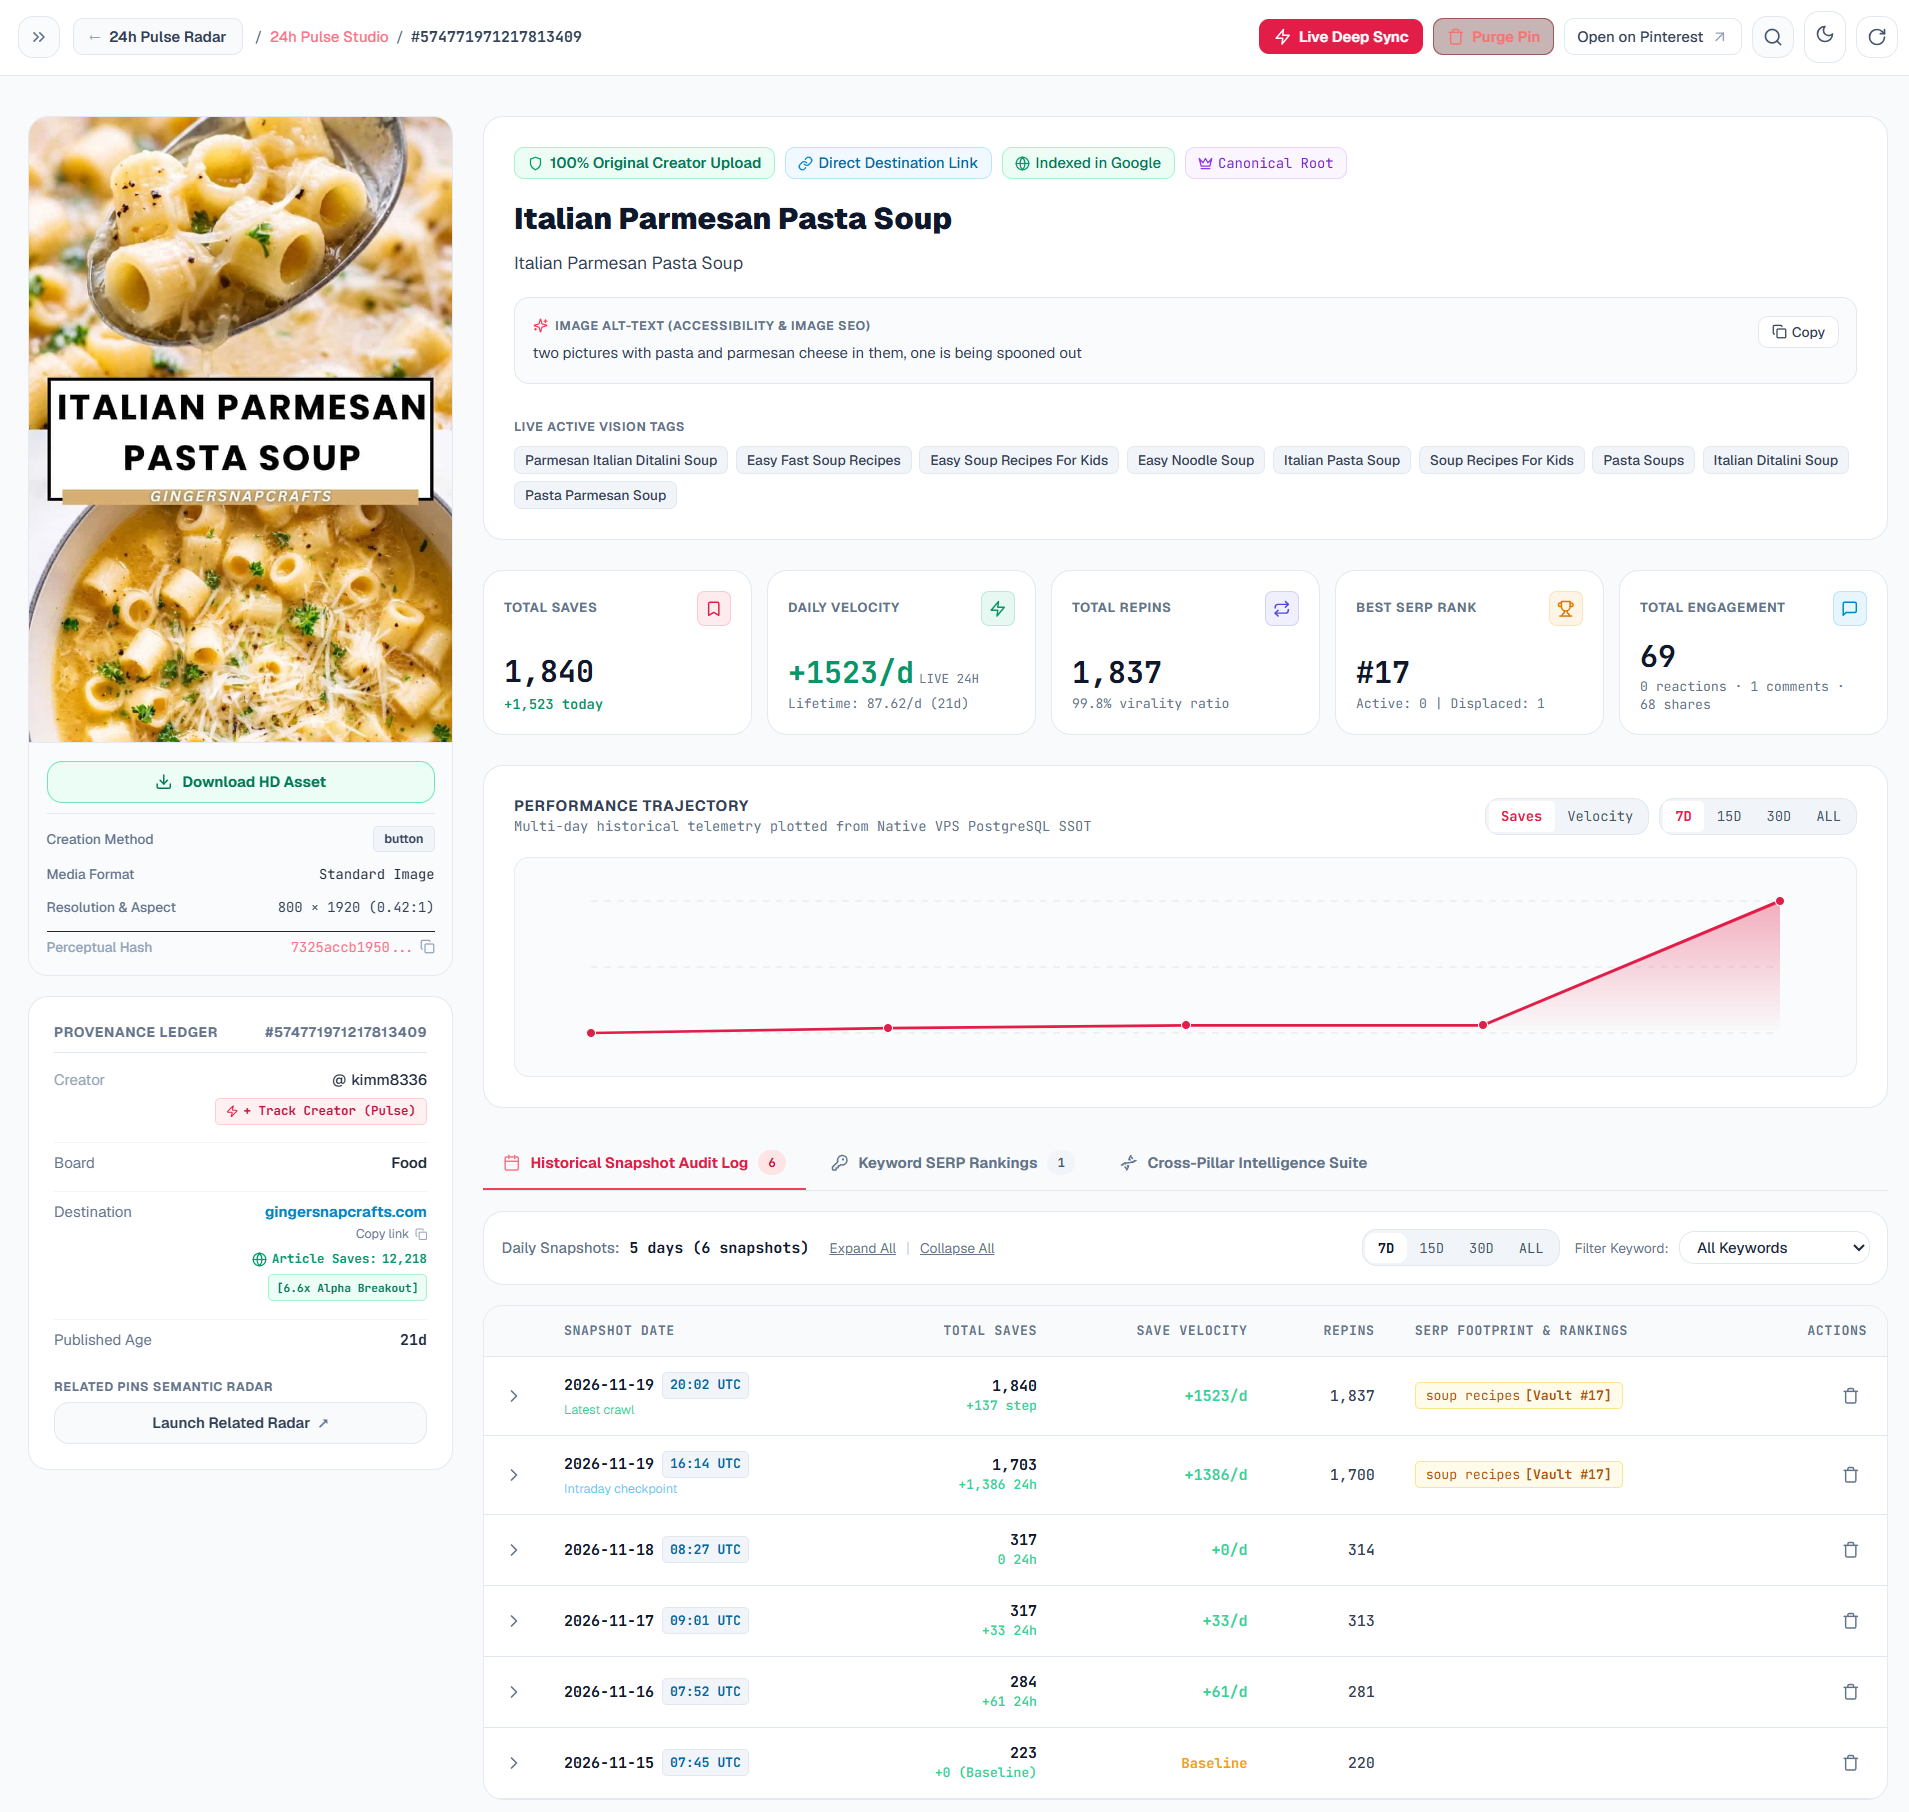 ← 24h Pulse Radar / 24h Pulse Studio / #574771971217813409
Live Deep Sync
Purge Pin
Open on Pinterest ↗
ITALIAN PARMESAN
PASTA SOUP
GINGERSNAPCRAFTS
Download HD Asset
Creation Method button
Media Format Standard Image
Resolution & Aspect 800 × 1920 (0.42:1)
Perceptual Hash 7325accb1950...
PROVENANCE LEDGER #574771971217813409
Creator @ kimm8336
+ Track Creator (Pulse)
Board Food
Destination gingersnapcrafts.com
Copy link
Article Saves: 12,218
[6.6x Alpha Breakout]
Published Age 21d
RELATED PINS SEMANTIC RADAR
Launch Related Radar ↗
100% Original Creator Upload
Direct Destination Link
Indexed in Google
Canonical Root
Italian Parmesan Pasta Soup
Italian Parmesan Pasta Soup
IMAGE ALT-TEXT (ACCESSIBILITY & IMAGE SEO)
two pictures with pasta and parmesan cheese in them, one is being spooned out
Copy
LIVE ACTIVE VISION TAGS
Parmesan Italian Ditalini Soup
Easy Fast Soup Recipes
Easy Soup Recipes For Kids
Easy Noodle Soup
Italian Pasta Soup
Soup Recipes For Kids
Pasta Soups
Italian Ditalini Soup
Pasta Parmesan Soup
TOTAL SAVES
1,840
+1,523 today
DAILY VELOCITY
+1523/d LIVE 24H
Lifetime: 87.62/d (21d)
TOTAL REPINS
1,837
99.8% virality ratio
BEST SERP RANK
#17
Active: 0 | Displaced: 1
TOTAL ENGAGEMENT
69
0 reactions · 1 comments ·
68 shares
PERFORMANCE TRAJECTORY
Multi-day historical telemetry plotted from Native VPS PostgreSQL SSOT
Saves Velocity
7D 15D 30D ALL
Historical Snapshot Audit Log 6
Keyword SERP Rankings 1
Cross-Pillar Intelligence Suite
Daily Snapshots: 5 days (6 snapshots) Expand All | Collapse All
7D 15D 30D ALL
Filter Keyword: All Keywords
SNAPSHOT DATE TOTAL SAVES SAVE VELOCITY REPINS SERP FOOTPRINT & RANKINGS ACTIONS
2026-11-19 20:02 UTC 1,840 +1523/d 1,837 soup recipes [Vault #17]
Latest crawl +137 step
2026-11-19 16:14 UTC 1,703 +1386/d 1,700 soup recipes [Vault #17]
Intraday checkpoint +1,386 24h
2026-11-18 08:27 UTC 317 +0/d 314
0 24h
2026-11-17 09:01 UTC 317 +33/d 313
+33 24h
2026-11-16 07:52 UTC 284 +61/d 281
+61 24h
2026-11-15 07:45 UTC 223 Baseline 220
+0 (Baseline)